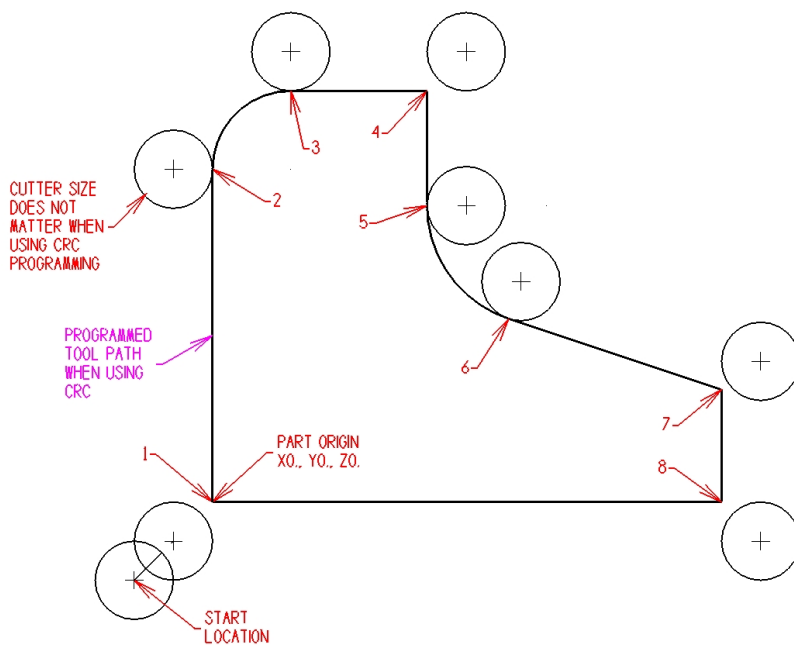 3
4
2
CUTTER SIZE
DOES NOT
MATTER WHEN
USING CRC
PROGRAMMING
5
PROGRAMMED
TOOL PATH
WHEN USING
CRC
6
7
1
PART ORIGIN
X0., Y0., Z0.
8
START
LOCATION